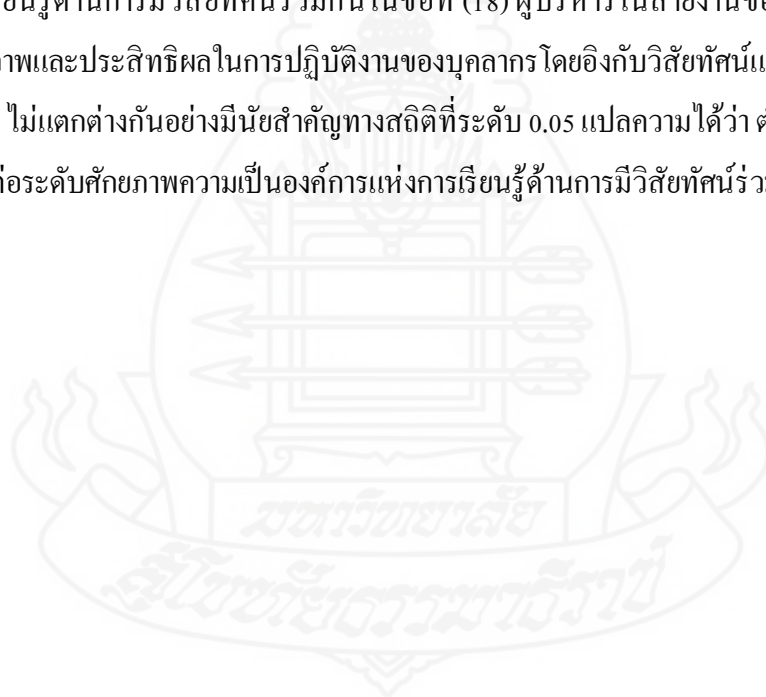 ยนรู้ด้านการมีวิสัยทัศน์ร่วมกันในข้อที่ (18) ผู้บริหารในสายงานขอ
าพและประสิทธิผลในการปฏิบัติงานของบุคลากรโดยอิงกับวิสัยทัศน์แ
ไม่แตกต่างกันอย่างมีนัยสำคัญทางสถิติที่ระดับ 0.05 แปลความได้ว่า ต
่อระดับศักยภาพความเป็นองค์การแห่งการเรียนรู้ด้านการมีวิสัยทัศน์ร่ว
มหาวิทยาลัย
สุโขทัยธรรมาธิราช